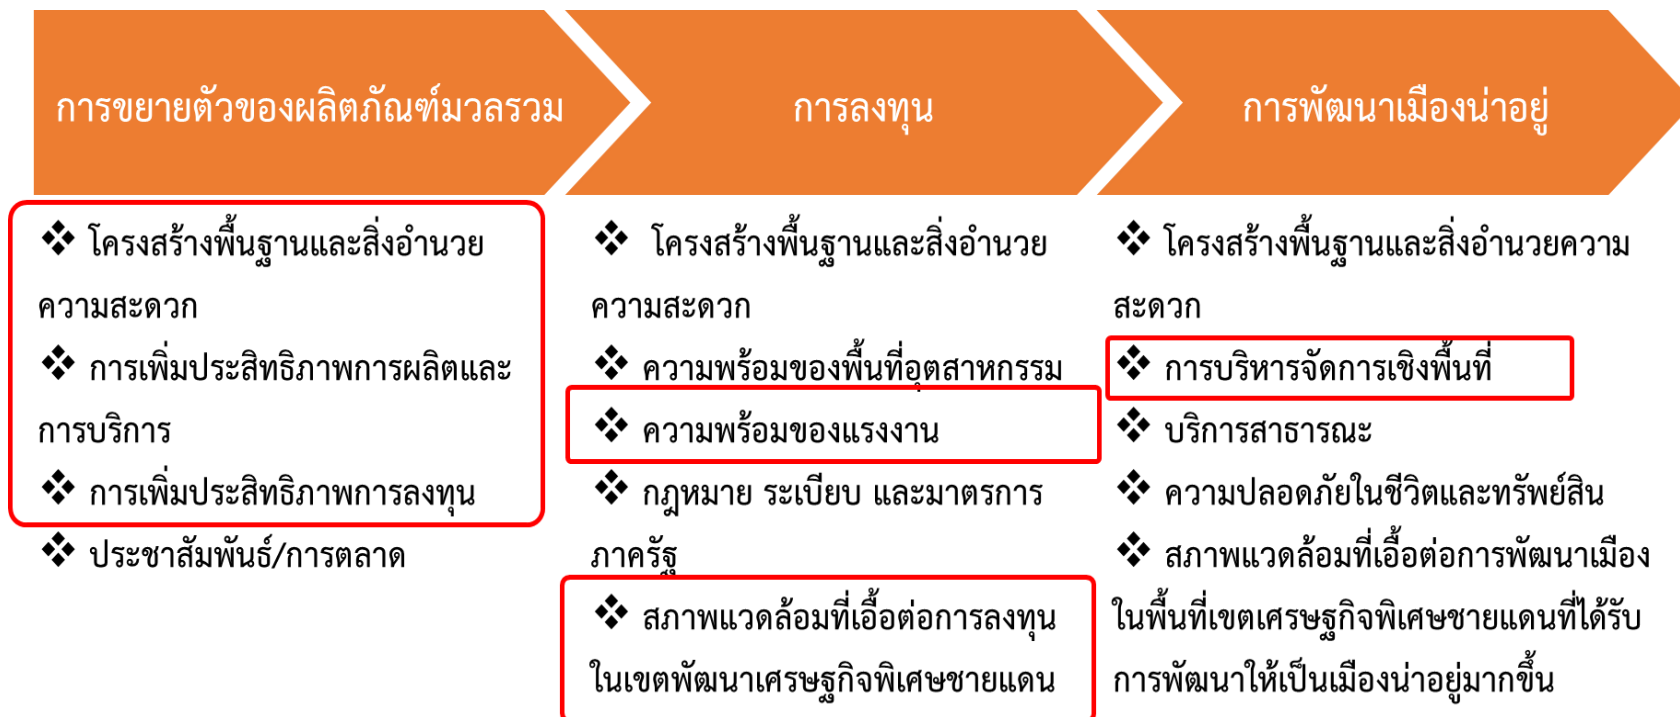 การขยายตัวของผลิตภัณฑ์มวลรวม
❖ โครงสร้างพื้นฐานและสิ่งอำนวย
ความสะดวก
❖ การเพิ่มประสิทธิภาพการผลิตและ
การบริการ
❖ การเพิ่มประสิทธิภาพการลงทุน
❖ ประชาสัมพันธ์/การตลาด
การลงทุน
❖ โครงสร้างพื้นฐานและสิ่งอำนวย
ความสะดวก
❖ ความพร้อมของพื้นที่อุตสาหกรรม
❖ ความพร้อมของแรงงาน
❖ กฎหมาย ระเบียบ และมาตรการ
ภาครัฐ
❖ สภาพแวดล้อมที่เอื้อต่อการลงทุน
ในเขตพัฒนาเศรษฐกิจพิเศษชายแดน
การพัฒนาเมืองน่าอยู่
❖ โครงสร้างพื้นฐานและสิ่งอำนวยความ
สะดวก
❖ การบริหารจัดการเชิงพื้นที่
❖ บริการสาธารณะ
❖ ความปลอดภัยในชีวิตและทรัพย์สิน
❖ สภาพแวดล้อมที่เอื้อต่อการพัฒนาเมือง
ในพื้นที่เขตเศรษฐกิจพิเศษชายแดนที่ได้รับ
การพัฒนาให้เป็นเมืองน่าอยู่มากขึ้น